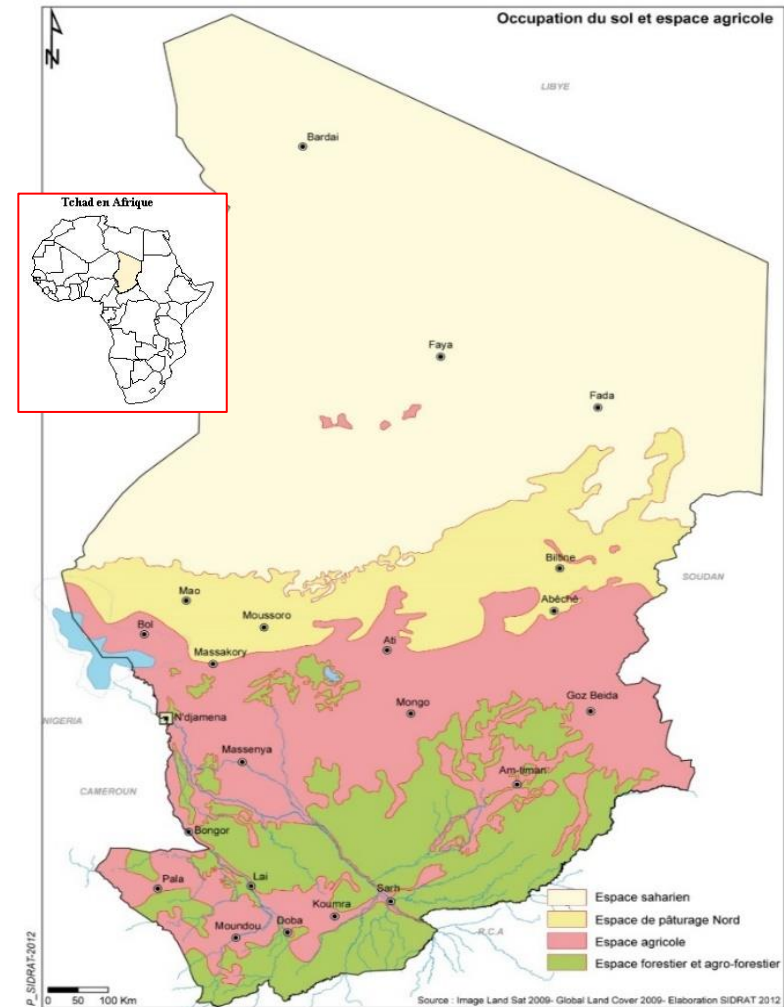 Occupation du sol et espace agricole
N
LIBYE
Bardai
Tchad en Afrique
Faya
Fada
Biltine
SOUDAN
Mao
Abéché
Moussoro
Bol
Ati
Massakory
Goz Beida
Mongo
NIGERIA
N'djamena
Massenya
Am-timan
CAMEROUN
Bongor
Lai
Pala
Sarh
Koumra
Doba
Moundou
R.C.A
Espace saharien
Espace de pâturage Nord
Espace agricole
Espace forestier et agro-forestier
P_SIDRAT-2012
0 50 100 Km
Source : Image Land Sat 2009- Global Land Cover 2009- Elaboration SIDRAT 2012